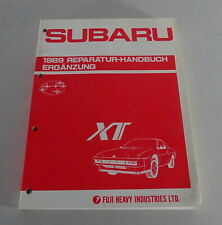 SUBARU
1989 REPARATUR-HANDBUCH
ERGÄNZUNG
XT
FUJI HEAVY INDUSTRIES LTD.